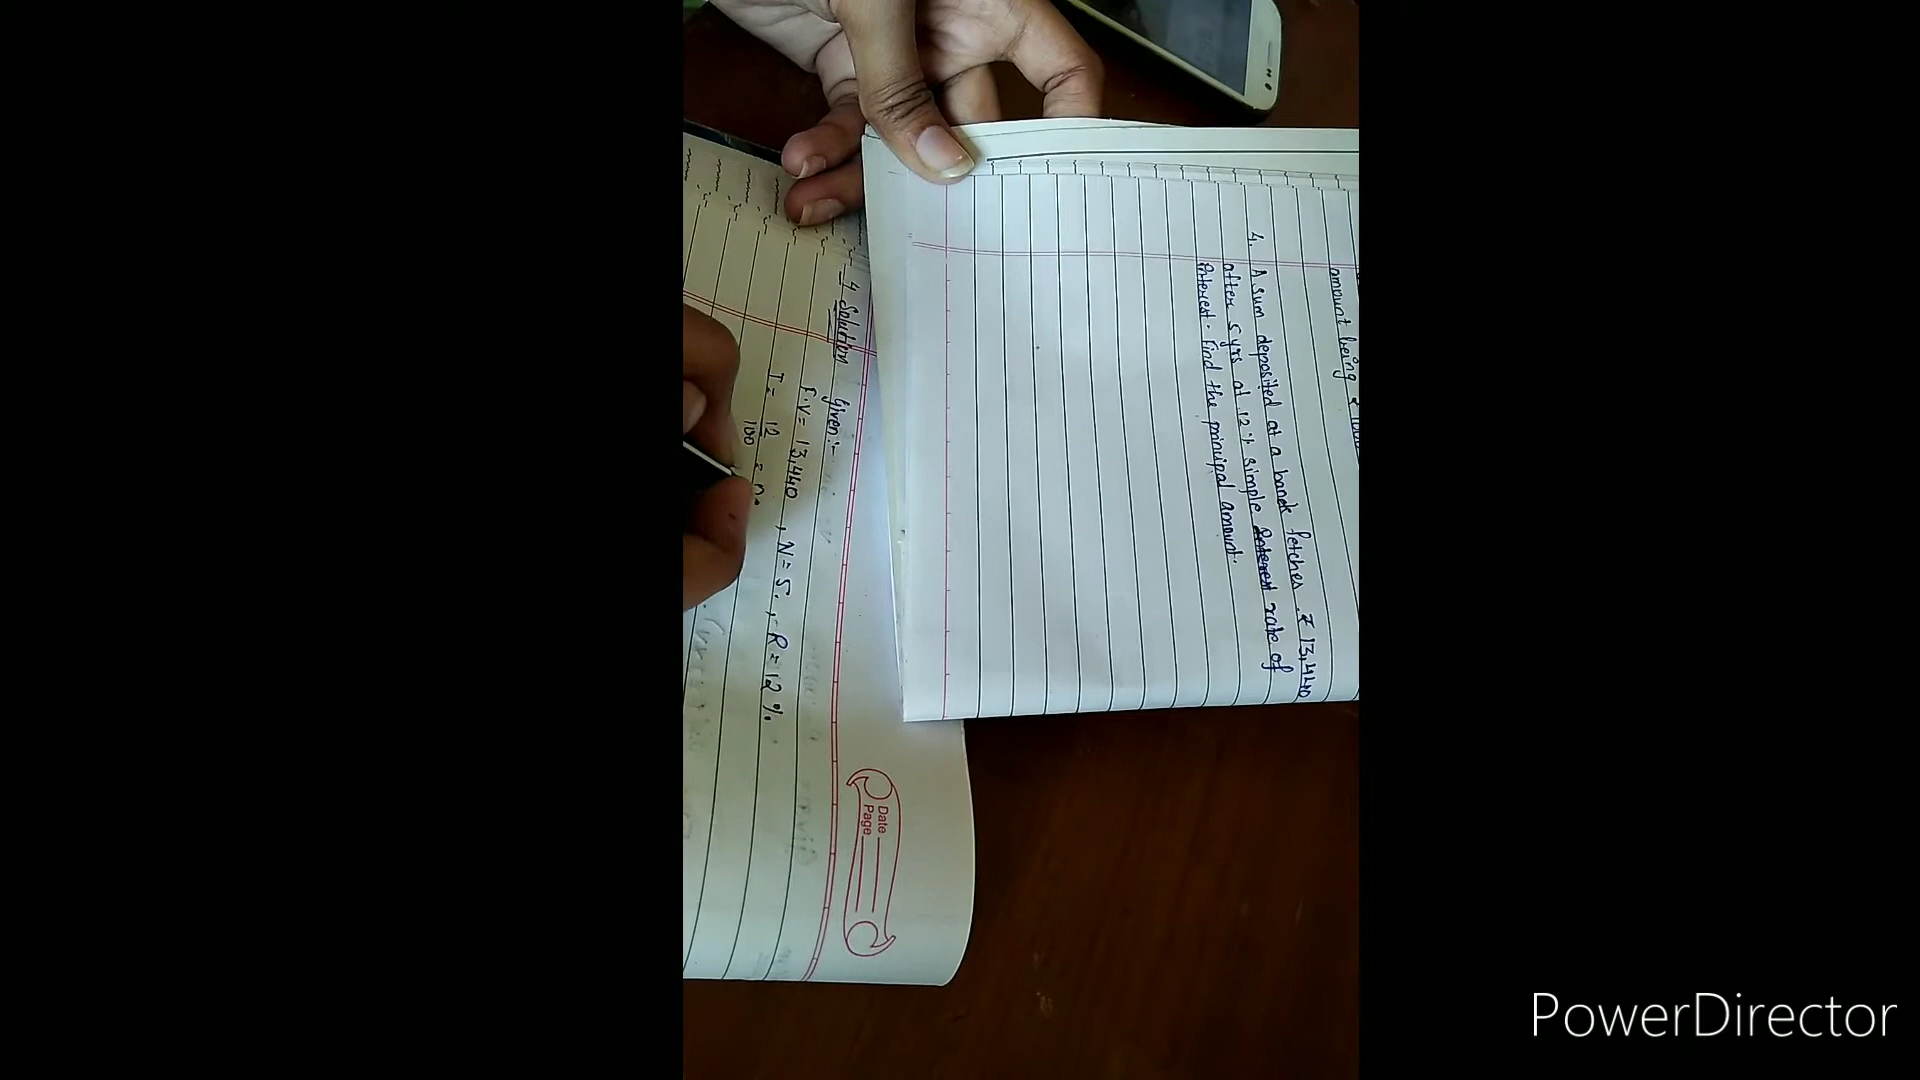 amount being ₹
4. A sum deposited at a bank fetches ₹ 13,440
after 5 yrs at 12 % simple rate of
interest. Find the principal amount.
4 Solution Given:-
F.V = 13,440 , N = 5. , R = 12 %.
I = 12/100 = 0.
Date
Page
PowerDirector